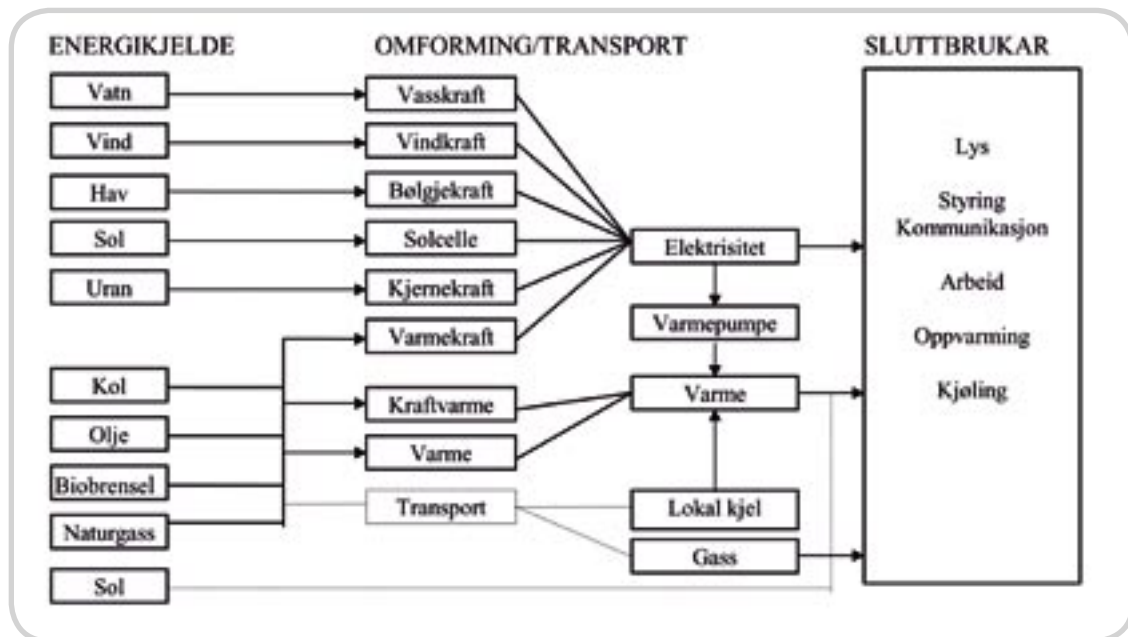 ENERGIKJELDE
Vatn
Vind
Hav
Sol
Uran
Kol
Olje
Biobrensel
Naturgass
Sol
OMFORMING/TRANSPORT
Vasskraft
Vindkraft
Bølgjekraft
Solcelle
Kjernekraft
Varmekraft
Kraftvarme
Varme
Transport
Elektrisitet
Varmepumpe
Varme
Lokal kjel
Gass
SLUTTBRUKAR
Lys
Styring
Kommunikasjon
Arbeid
Oppvarming
Kjøling